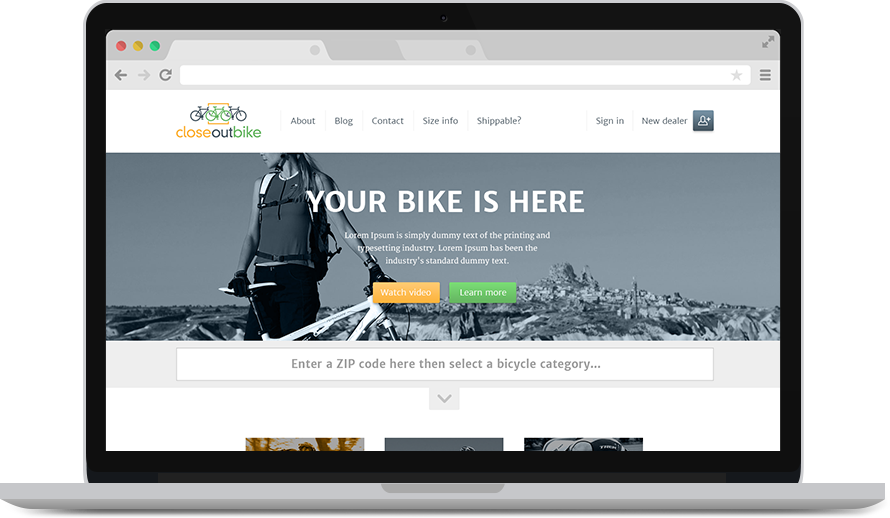 closeoutbike
About
Blog
Contact
Size info
Shippable?
Sign in
New dealer
YOUR BIKE IS HERE
Lorem Ipsum is simply dummy text of the printing and
typesetting industry. Lorem Ipsum has been the
industry's standard dummy text.
Watch video
Learn more
Enter a ZIP code here then select a bicycle category...